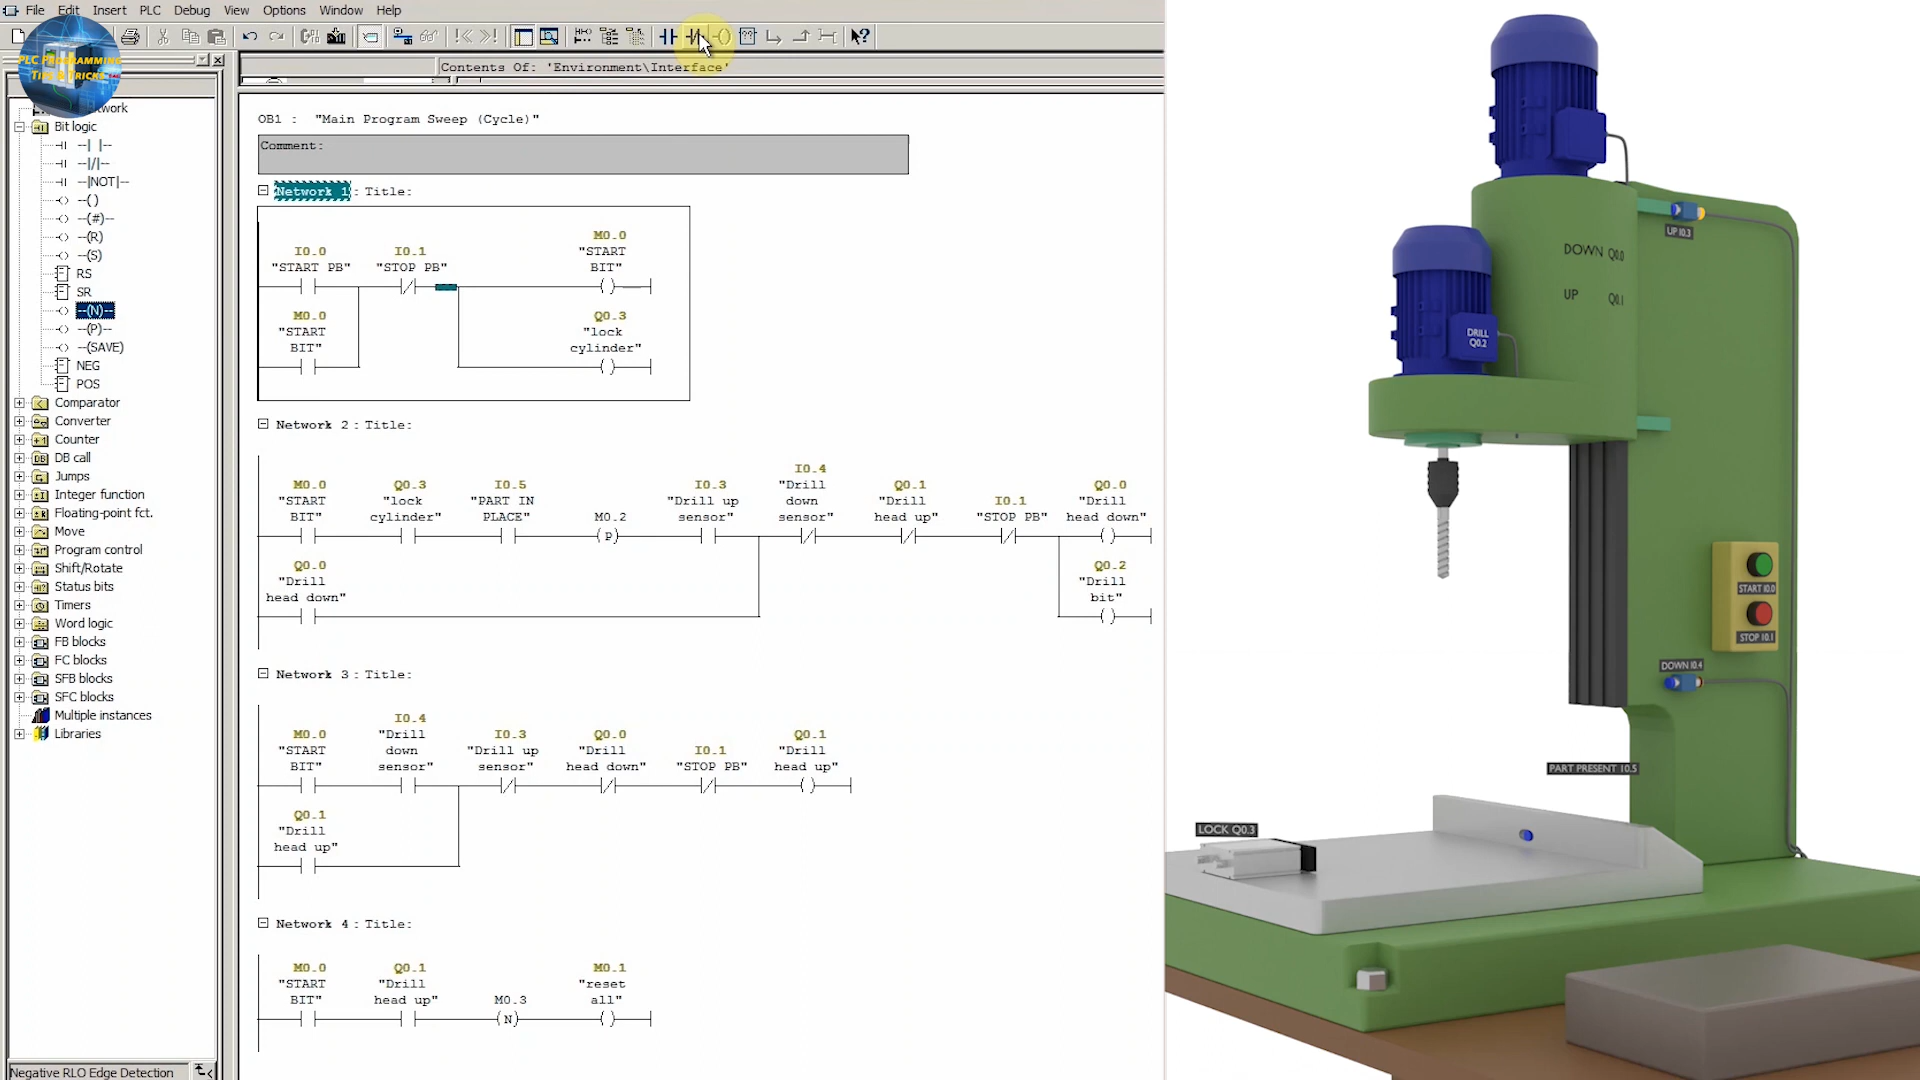 File Edit Insert PLC Debug View Options Window Help
PLC PROGRAMMING
TIPS & TRICKS
Contents Of: 'Environment\Interface'
Bit logic
--| |--
--|/|--
--|NOT|--
--( )
--(#)--
--(R)
--(S)
RS
SR
--(N)--
--(P)--
--(SAVE)
NEG
POS
Comparator
Converter
Counter
DB call
Jumps
Integer function
Floating-point fct.
Move
Program control
Shift/Rotate
Status bits
Timers
Word logic
FB blocks
FC blocks
SFB blocks
SFC blocks
Multiple instances
Libraries
Negative RLO Edge Detection
OB1 : "Main Program Sweep (Cycle)"
Comment:
Network 1: Title:
M0.0
I0.0 I0.1 "START
"START PB" "STOP PB" BIT"
M0.0 Q0.3
"START "lock
BIT" cylinder"
Network 2: Title:
I0.4
M0.0 Q0.3 I0.5 I0.3 "Drill Q0.1 Q0.0
"START "lock "PART IN "Drill up down "Drill I0.1 "Drill
BIT" cylinder" PLACE" M0.2 sensor" sensor" head up" "STOP PB" head down"
P
Q0.0 Q0.2
"Drill "Drill
head down" bit"
Network 3: Title:
I0.4
M0.0 "Drill I0.3 Q0.0 Q0.1
"START down "Drill up "Drill I0.1 "Drill
BIT" sensor" sensor" head down" "STOP PB" head up"
Q0.1
"Drill
head up"
Network 4: Title:
M0.0 Q0.1 M0.1
"START "Drill "reset
BIT" head up" M0.3 all"
N
UP I0.3
DOWN Q0.0
UP Q0.1
DRILL
Q0.2
START I0.0
STOP I0.1
DOWN I0.4
PART PRESENT I0.5
LOCK Q0.3